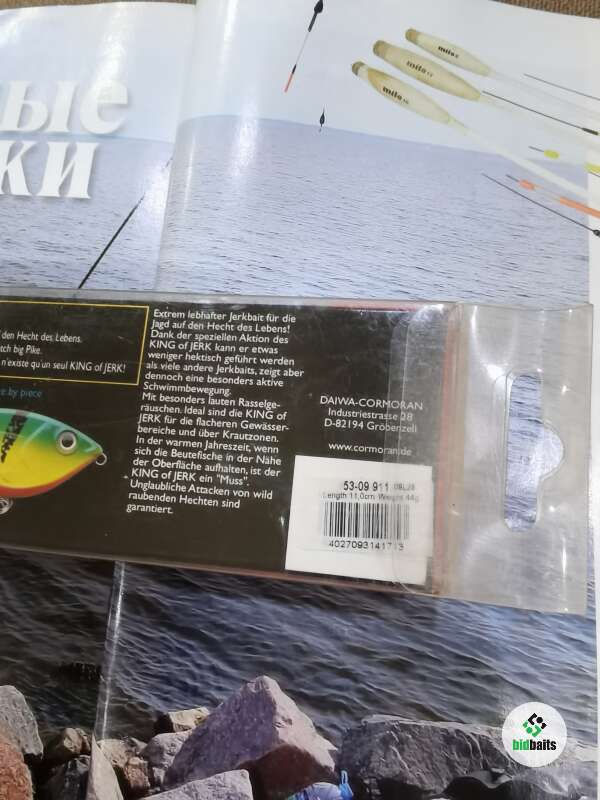 ые
ки
milo
milo
milo
den Hecht des Lebens.
tch big Pike.
n'existe qu'un seul KING of JERK!
by piece
Extrem lebhafter Jerkbait für die
Jagd auf den Hecht des Lebens!
Dank der speziellen Aktion des
KING of JERK kann er etwas
weniger hektisch geführt werden
als viele andere Jerkbaits, zeigt aber
dennoch eine besonders aktive
Schwimmbewegung.
Mit besonders lauten Rasselge-
räuschen. Ideal sind die KING of
JERK für die flacheren Gewässer-
bereiche und über Krautzonen.
In der warmen Jahreszeit, wenn
sich die Beutefische in der Nähe
der Oberfläche aufhalten, ist der
KING of JERK ein "Muss".
Unglaubliche Attacken von wild
raubenden Hechten sind
garantiert.
DAIWA-CORMORAN
Industriestrasse 28
D-82194 Gröbenzell
www.cormoran.de
53-09 911
Length 11,0cm Weight 44g
4027093141713
bidbaits